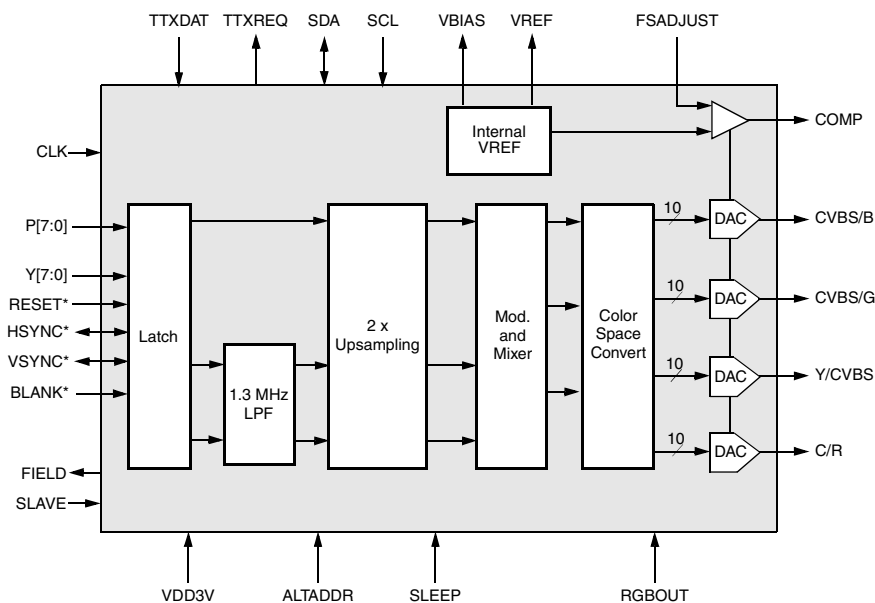 TTXDAT TTXREQ SDA SCL VBIAS VREF FSADJUST
Internal
VREF
COMP
CLK
P[7:0]
Y[7:0]
RESET*
HSYNC*
VSYNC*
BLANK*
FIELD
SLAVE
Latch
1.3 MHz
LPF
2 x
Upsampling
Mod.
and
Mixer
Color
Space
Convert
10 DAC CVBS/B
10 DAC CVBS/G
10 DAC Y/CVBS
10 DAC C/R
VDD3V ALTADDR SLEEP RGBOUT